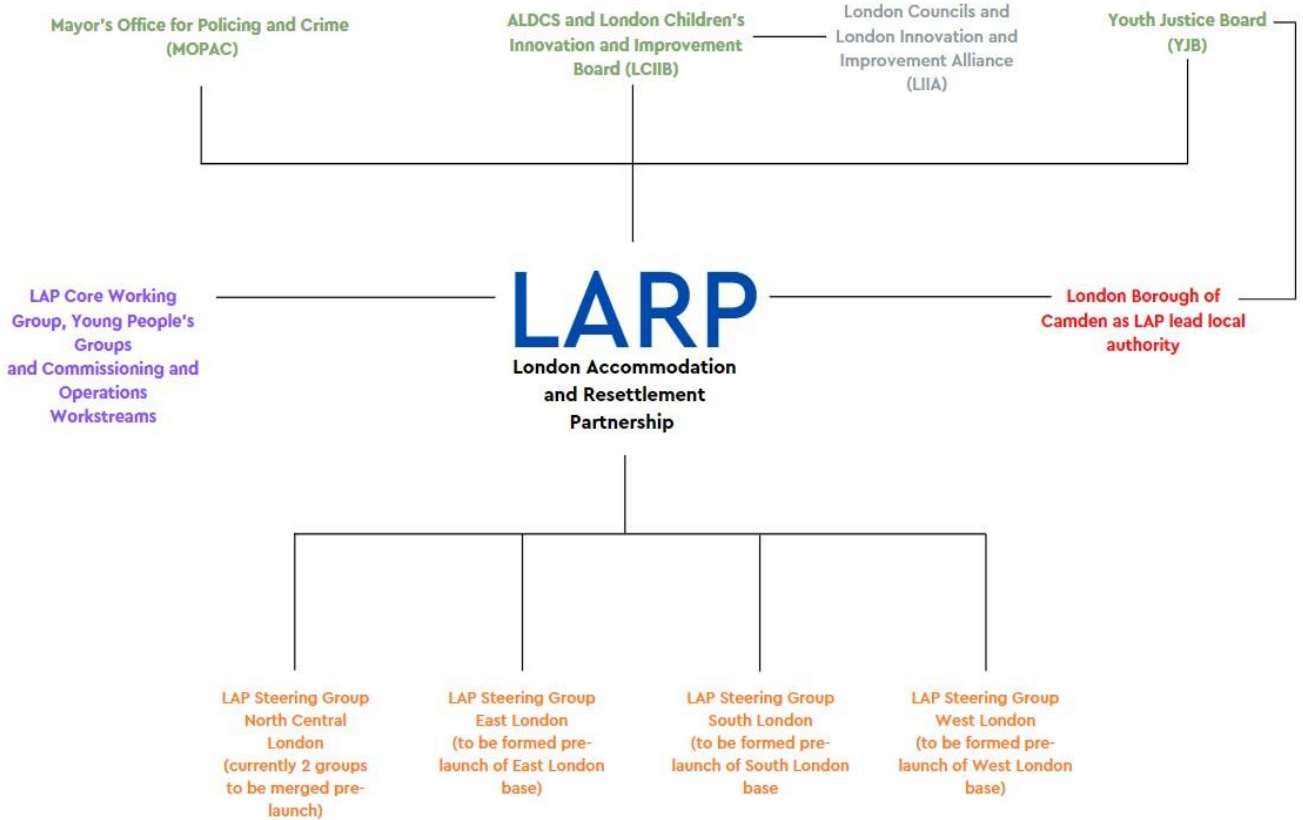 Mayor's Office for Policing and Crime
(MOPAC)
ALDCS and London Children's
Innovation and Improvement
Board (LCIIB)
London Councils and
London Innovation and
Improvement Alliance
(LIIA)
Youth Justice Board
(YJB)
LAP Core Working
Group, Young People's
Groups
and Commissioning and
Operations
Workstreams
LARP
London Accommodation
and Resettlement
Partnership
London Borough of
Camden as LAP lead local
authority
LAP Steering Group
North Central
London
(currently 2 groups
to be merged pre-
launch)
LAP Steering Group
East London
(to be formed pre-
launch of East London
base)
LAP Steering Group
South London
(to be formed pre-
launch of South London
base
LAP Steering Group
West London
(to be formed pre-
launch of West London
base)